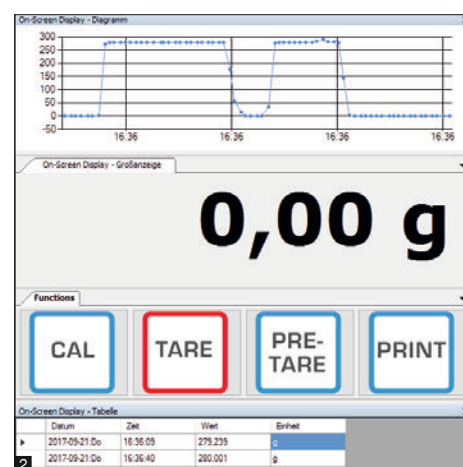 On-Screen Display - Diagramm
300
250
200
150
100
50
0
-50
16:36 16:36 16:36 16:36
On-Screen Display - Großanzeige
0,00 g
Functions
CAL TARE PRE-TARE PRINT
On-Screen Display - Tabelle
Datum Zeit Wert Einheit
2017-09-21:Do 16:36:09 279.239 g
2017-09-21:Do 16:36:40 280,001 g
2